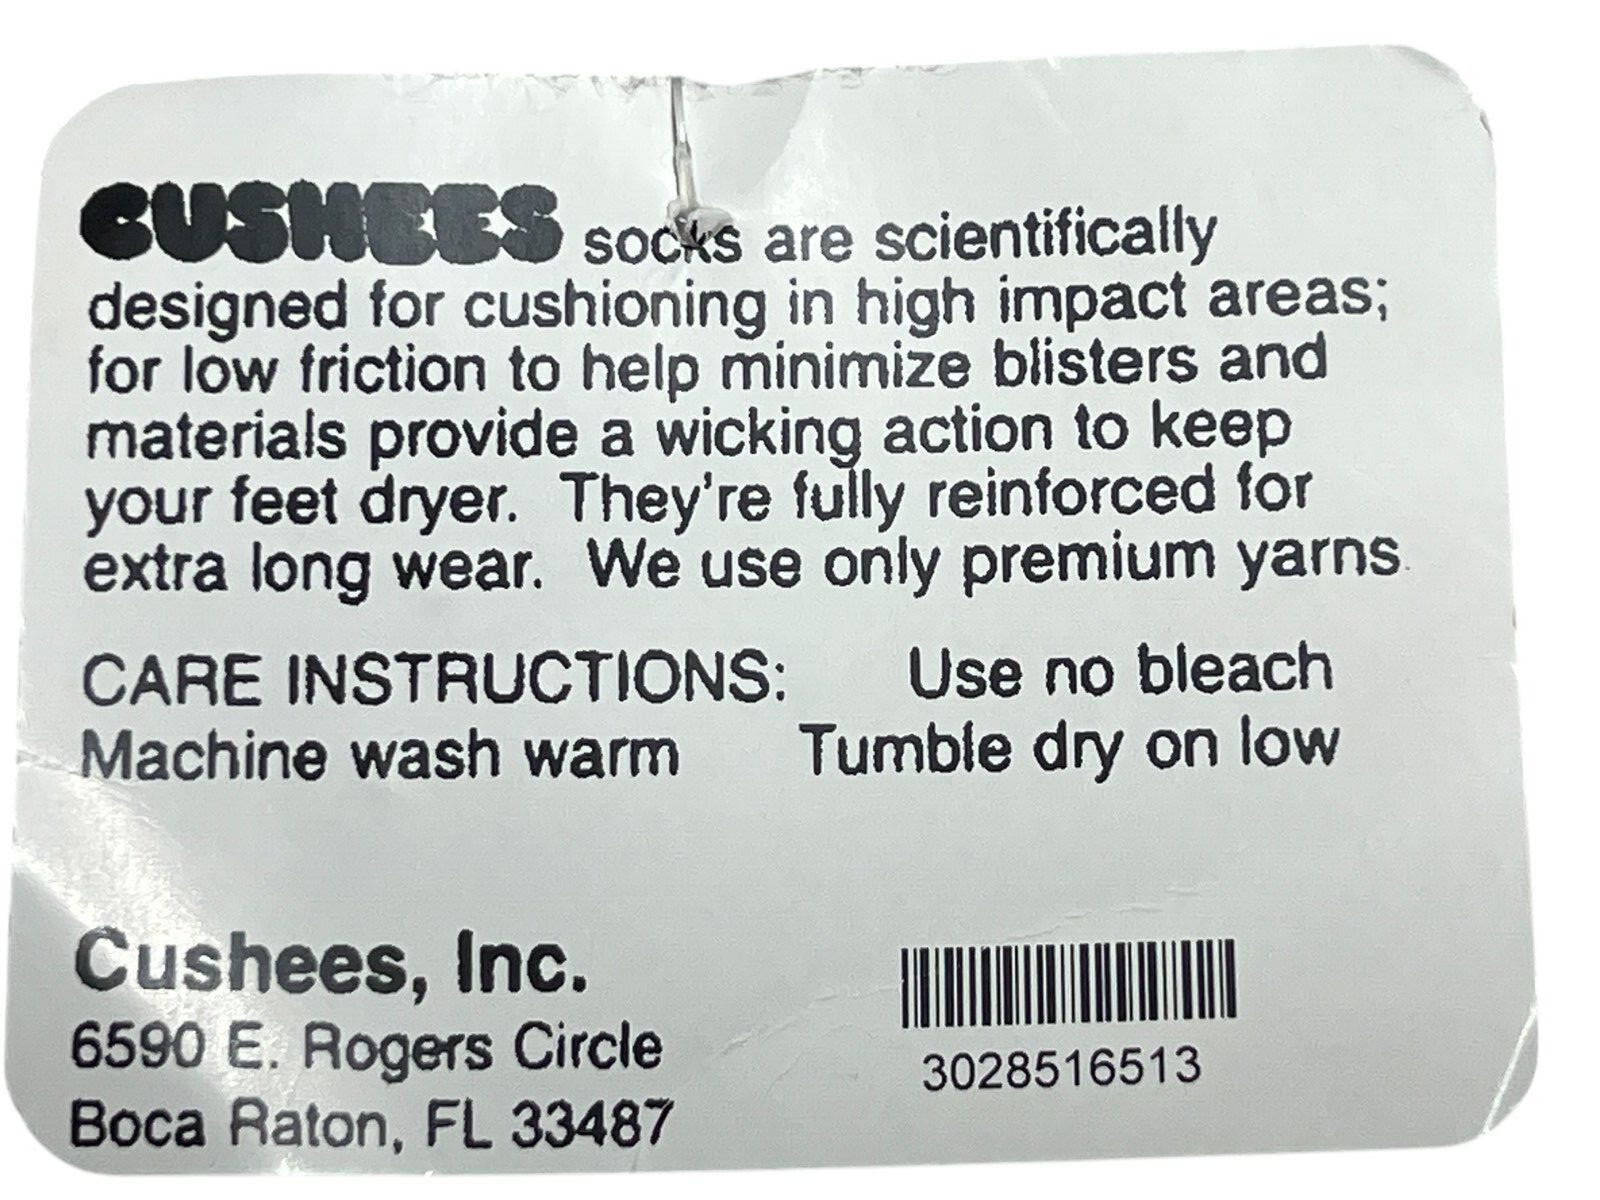 CUSHEES socks are scientifically
designed for cushioning in high impact areas;
for low friction to help minimize blisters and
materials provide a wicking action to keep
your feet dryer. They're fully reinforced for
extra long wear. We use only premium yarns.
CARE INSTRUCTIONS: Use no bleach
Machine wash warm Tumble dry on low
Cushees, Inc.
6590 E. Rogers Circle
Boca Raton, FL 33487
3028516513